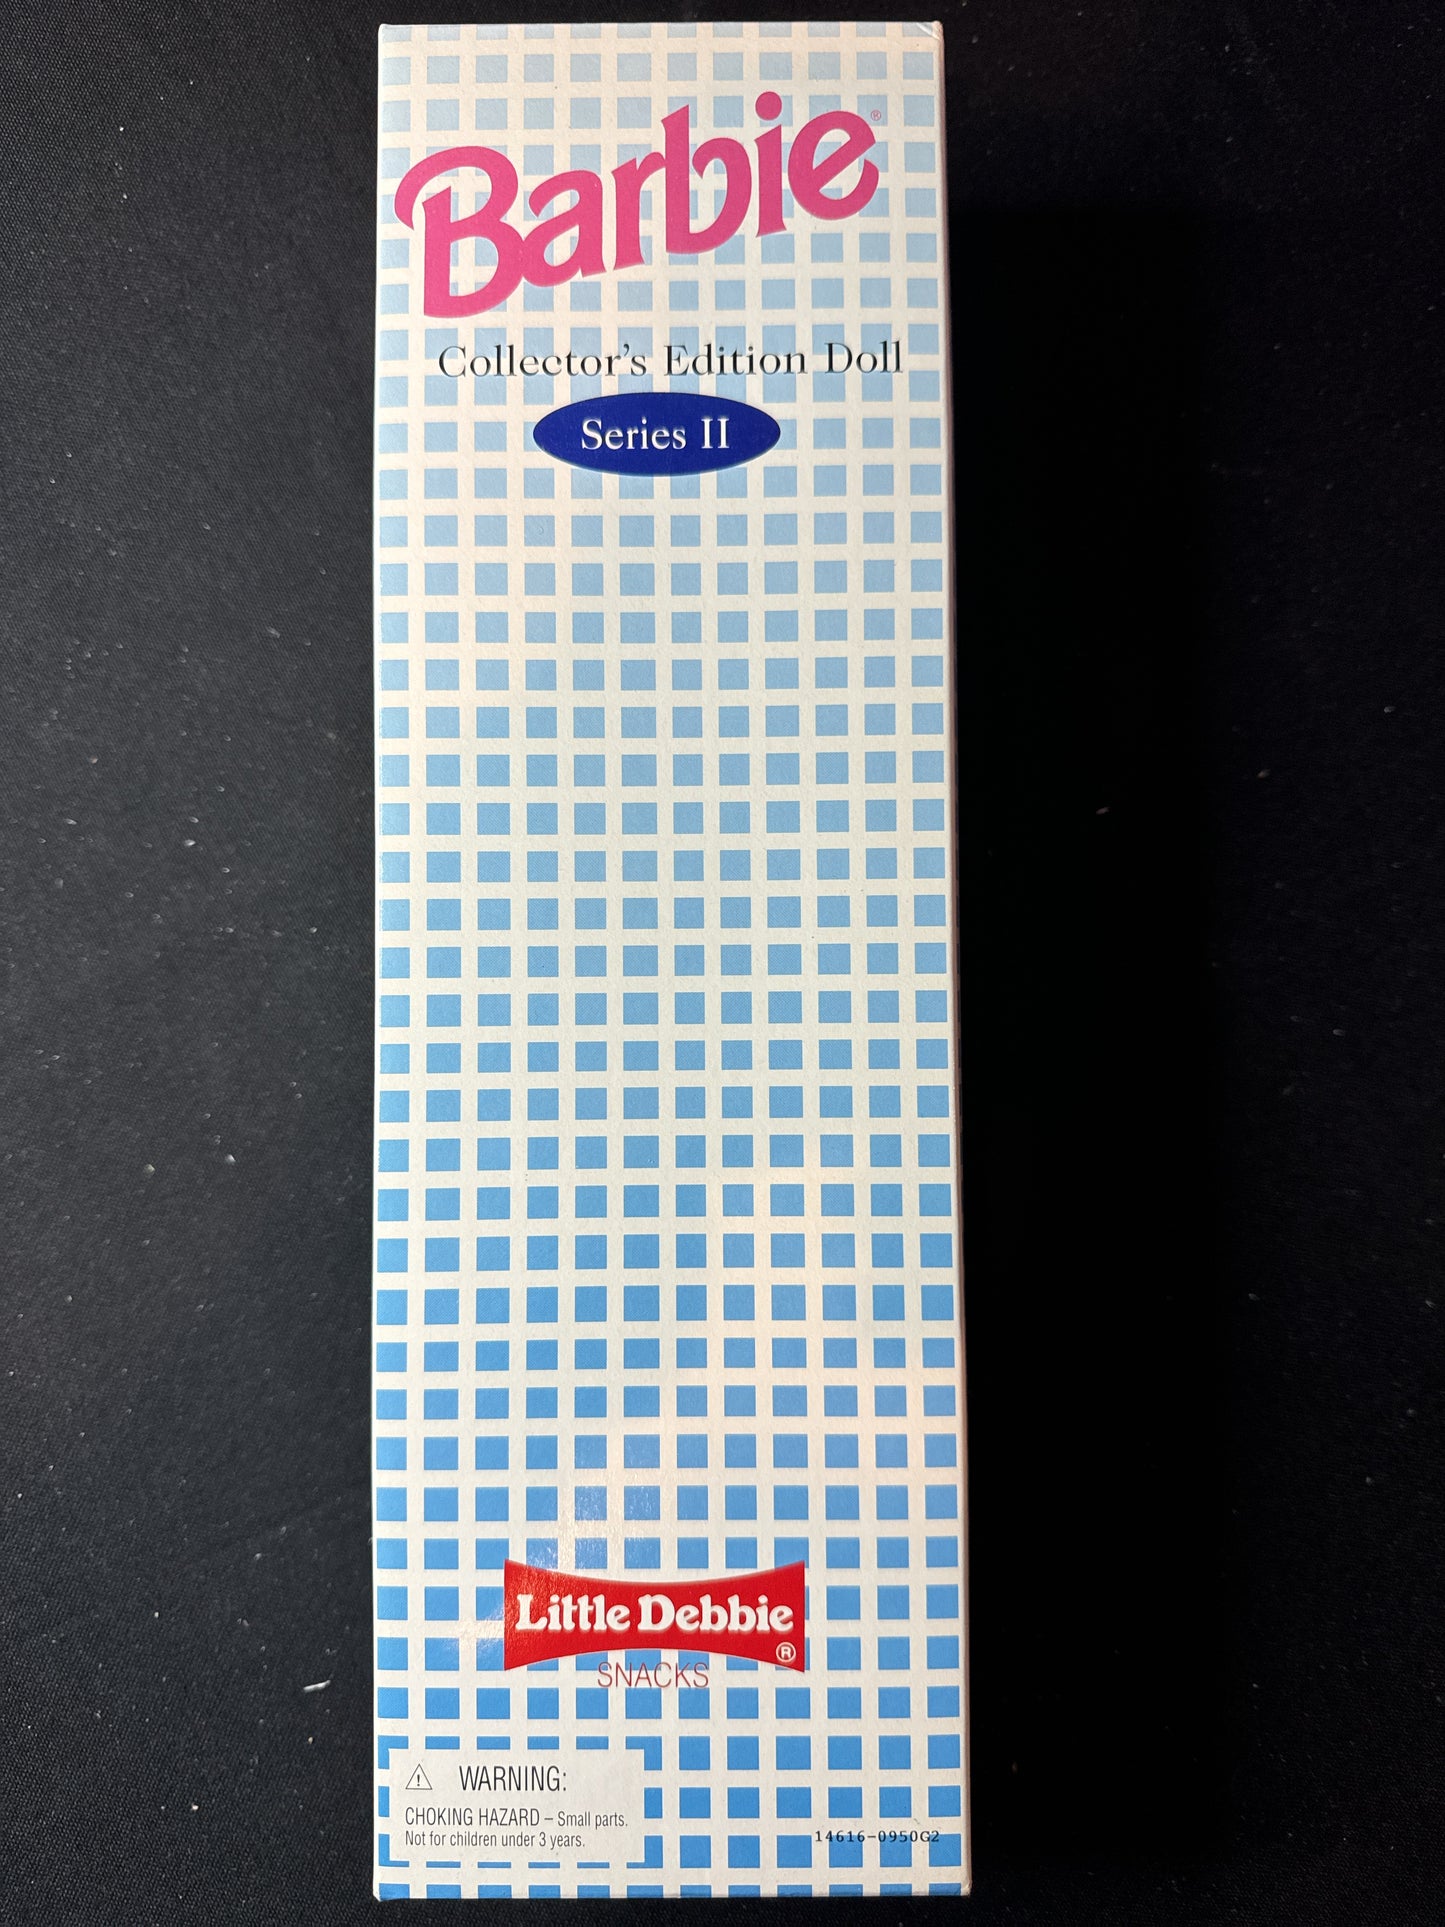 Barbie®
Collector's Edition Doll
Series II
Little Debbie
®
SNACKS
⚠ WARNING:
CHOKING HAZARD – Small parts.
Not for children under 3 years.
14616-0950G2